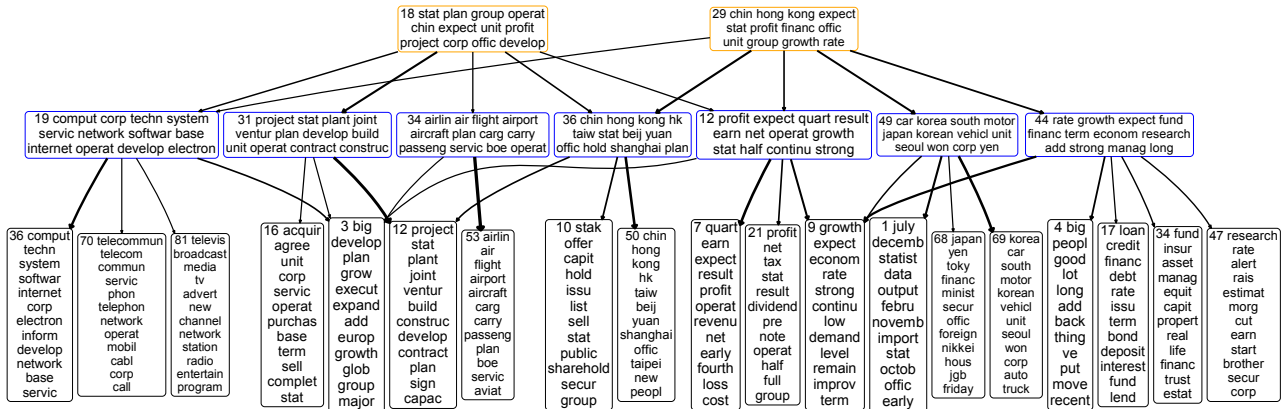 18 stat plan group operat
chin expect unit profit
project corp offic develop
29 chin hong kong expect
stat profit financ offic
unit group growth rate
19 comput corp techn system
servic network softwar base
internet operat develop electron
31 project stat plant joint
ventur plan develop build
unit operat contract construc
34 airlin air flight airport
aircraft plan carg carry
passeng servic boe operat
36 chin hong kong hk
taiw stat beij yuan
offic hold shanghai plan
12 profit expect quart result
earn net operat growth
stat half continu strong
49 car korea south motor
japan korean vehicl unit
seoul won corp yen
44 rate growth expect fund
financ term econom research
add strong manag long
36 comput
techn
system
softwar
internet
corp
electron
inform
develop
network
base
servic
70 telecommun
telecom
commun
servic
phon
telephon
network
operat
mobil
cabl
corp
call
81 televis
broadcast
media
tv
advert
new
channel
network
station
radio
entertain
program
16 acquir
agree
unit
corp
servic
operat
purchas
base
term
sell
complet
stat
3 big
develop
plan
grow
execut
expand
add
europ
growth
glob
group
major
12 project
stat
plant
joint
ventur
build
construc
develop
contract
plan
sign
capac
53 airlin
air
flight
airport
aircraft
carg
carry
passeng
plan
boe
servic
aviat
10 stak
offer
capit
hold
issu
list
sell
stat
public
sharehold
secur
group
50 chin
hong
kong
hk
taiw
beij
yuan
shanghai
offic
taipei
new
peopl
7 quart
earn
expect
result
profit
operat
revenu
net
early
fourth
loss
cost
21 profit
net
tax
stat
result
dividend
pre
note
operat
half
full
group
9 growth
expect
econom
rate
strong
continu
low
demand
level
remain
improv
term
1 july
decemb
statist
data
output
febru
novemb
import
stat
octob
offic
early
68 japan
yen
toky
financ
minist
secur
offic
foreign
nikkei
hous
jgb
friday
69 korea
car
south
motor
korean
vehicl
unit
seoul
won
corp
auto
truck
4 big
peopl
good
lot
long
add
back
thing
ve
put
move
recent
17 loan
credit
financ
debt
rate
issu
term
bond
deposit
interest
fund
lend
34 fund
insur
asset
manag
equit
capit
propert
real
life
financ
trust
estat
47 research
rate
alert
rais
estimat
morg
cut
earn
start
brother
secur
corp